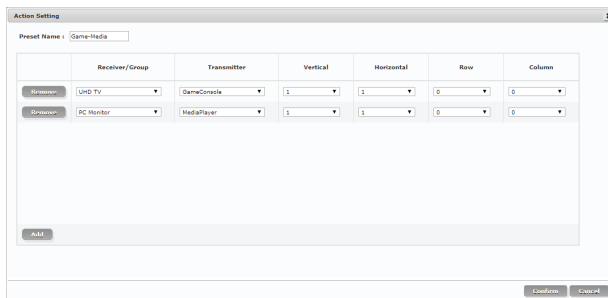 Action Setting
Preset Name : Game-Media
Receiver/Group Transmitter Vertical Horizontal Row Column
Remove UHD TV GameConsole 1 1 0 0
Remove PC Monitor MediaPlayer 1 1 0 0
Add
Confirm Cancel